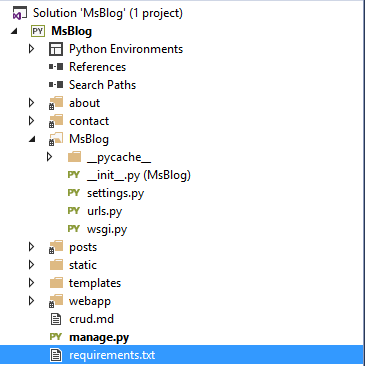 Solution 'MsBlog' (1 project)
PY MsBlog
Python Environments
References
Search Paths
about
contact
MsBlog
__pycache__
PY __init__.py (MsBlog)
PY settings.py
PY urls.py
PY wsgi.py
posts
static
templates
webapp
crud.md
PY manage.py
requirements.txt